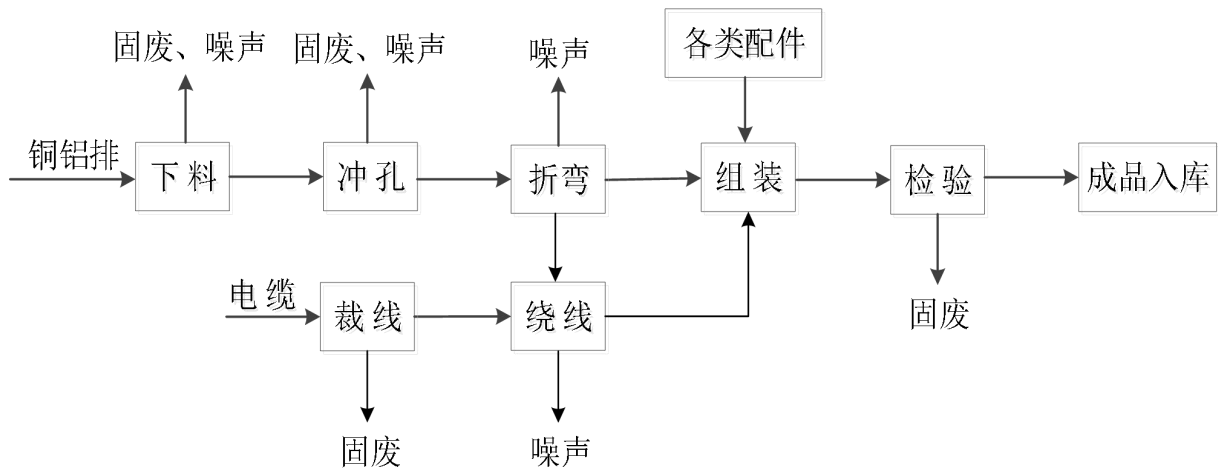 固废、噪声
固废、噪声
噪声
各类配件
铜铝排
下料
冲孔
折弯
组装
检验
成品入库
电缆
裁线
绕线
固废
固废
噪声